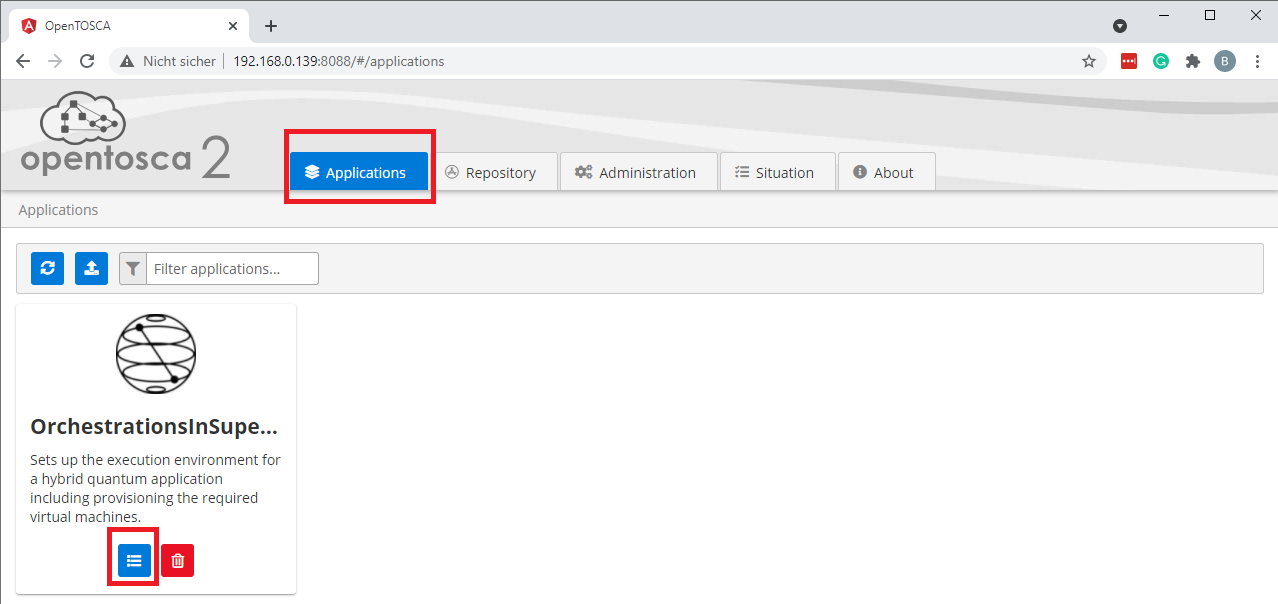 OpenTOSCA
Nicht sicher 192.168.0.139:8088/#/applications
B
opentosca 2
Applications Repository Administration Situation About
Applications
Filter applications...
OrchestrationsInSupe...
Sets up the execution environment for
a hybrid quantum application
including provisioning the required
virtual machines.